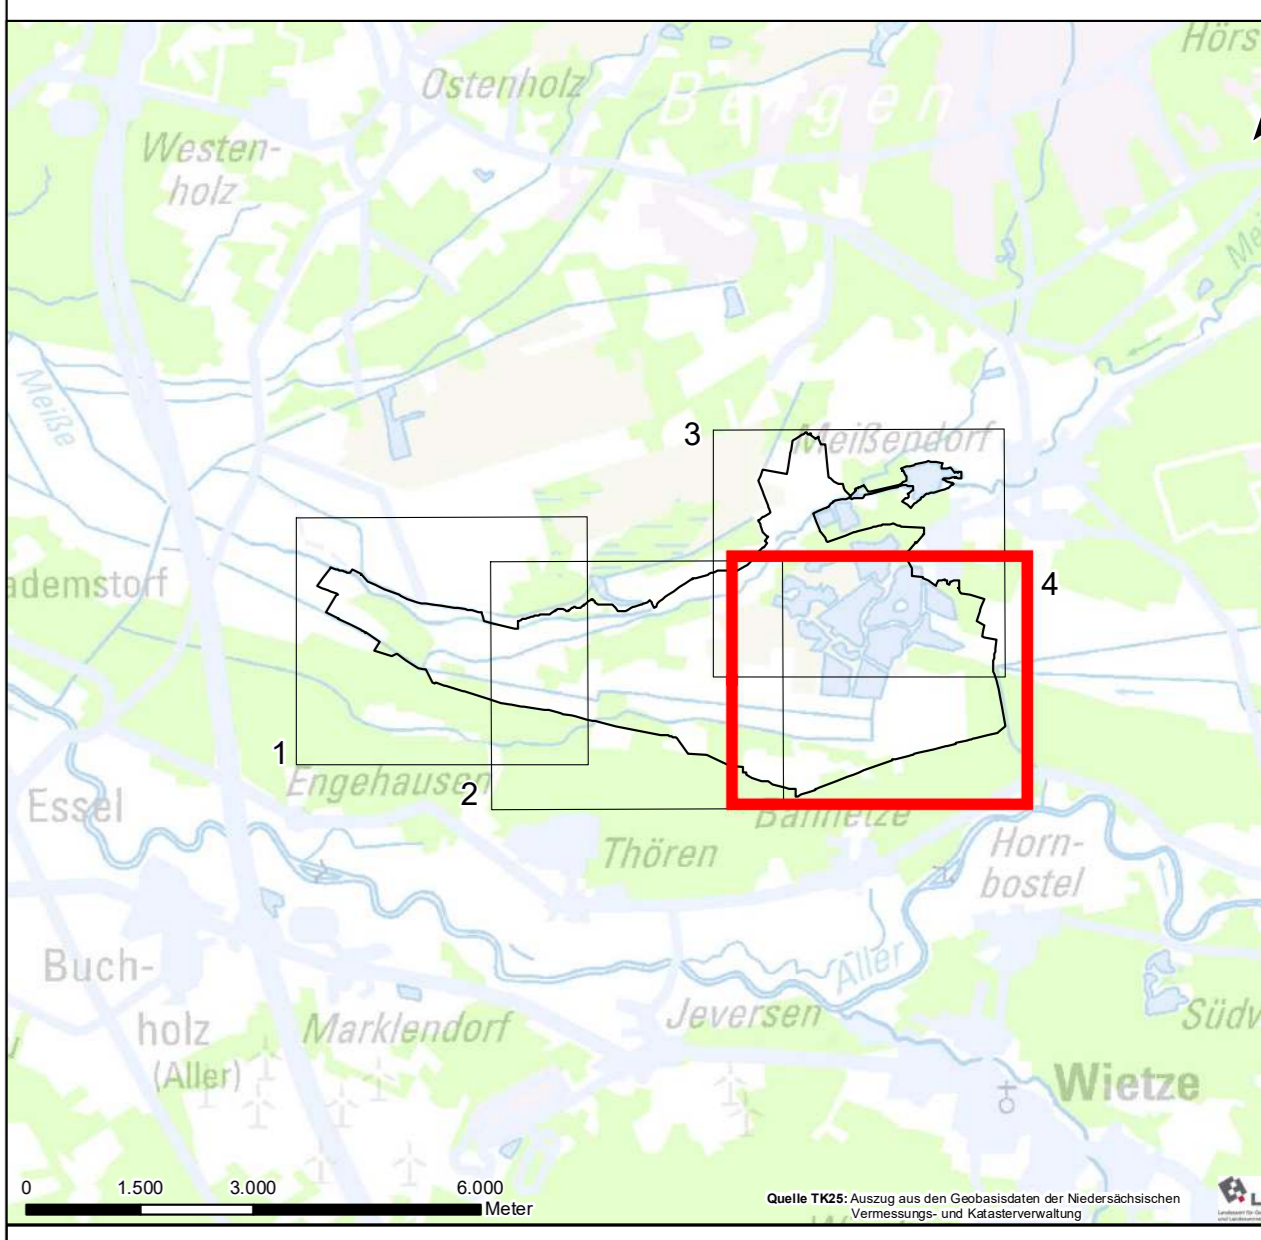 Hörs
Ostenholz
Bergen
Westen-
holz
Mei
Meiße
3
Meißendorf
ademstorf
4
1
Engehausen
2
Essel
Bannetze
Thören
Horn-
bostel
Aller
Buch-
holz
(Aller)
Marklendorf
Jeversen
Südw
Wietze
0 1.500 3.000 6.000
Meter
Quelle TK25: Auszug aus den Geobasisdaten der Niedersächsischen
Vermessungs- und Katasterverwaltung